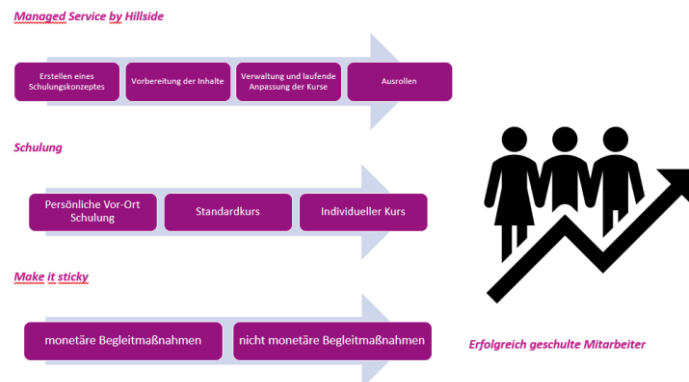 Managed Service by Hillside
Erstellen eines
Schulungskonzeptes
Vorbereitung der Inhalte
Verwaltung und laufende
Anpassung der Kurse
Ausrollen
Schulung
Persönliche Vor-Ort
Schulung
Standardkurs
Individueller Kurs
Make it sticky
monetäre Begleitmaßnahmen
nicht monetäre Begleitmaßnahmen
Erfolgreich geschulte Mitarbeiter